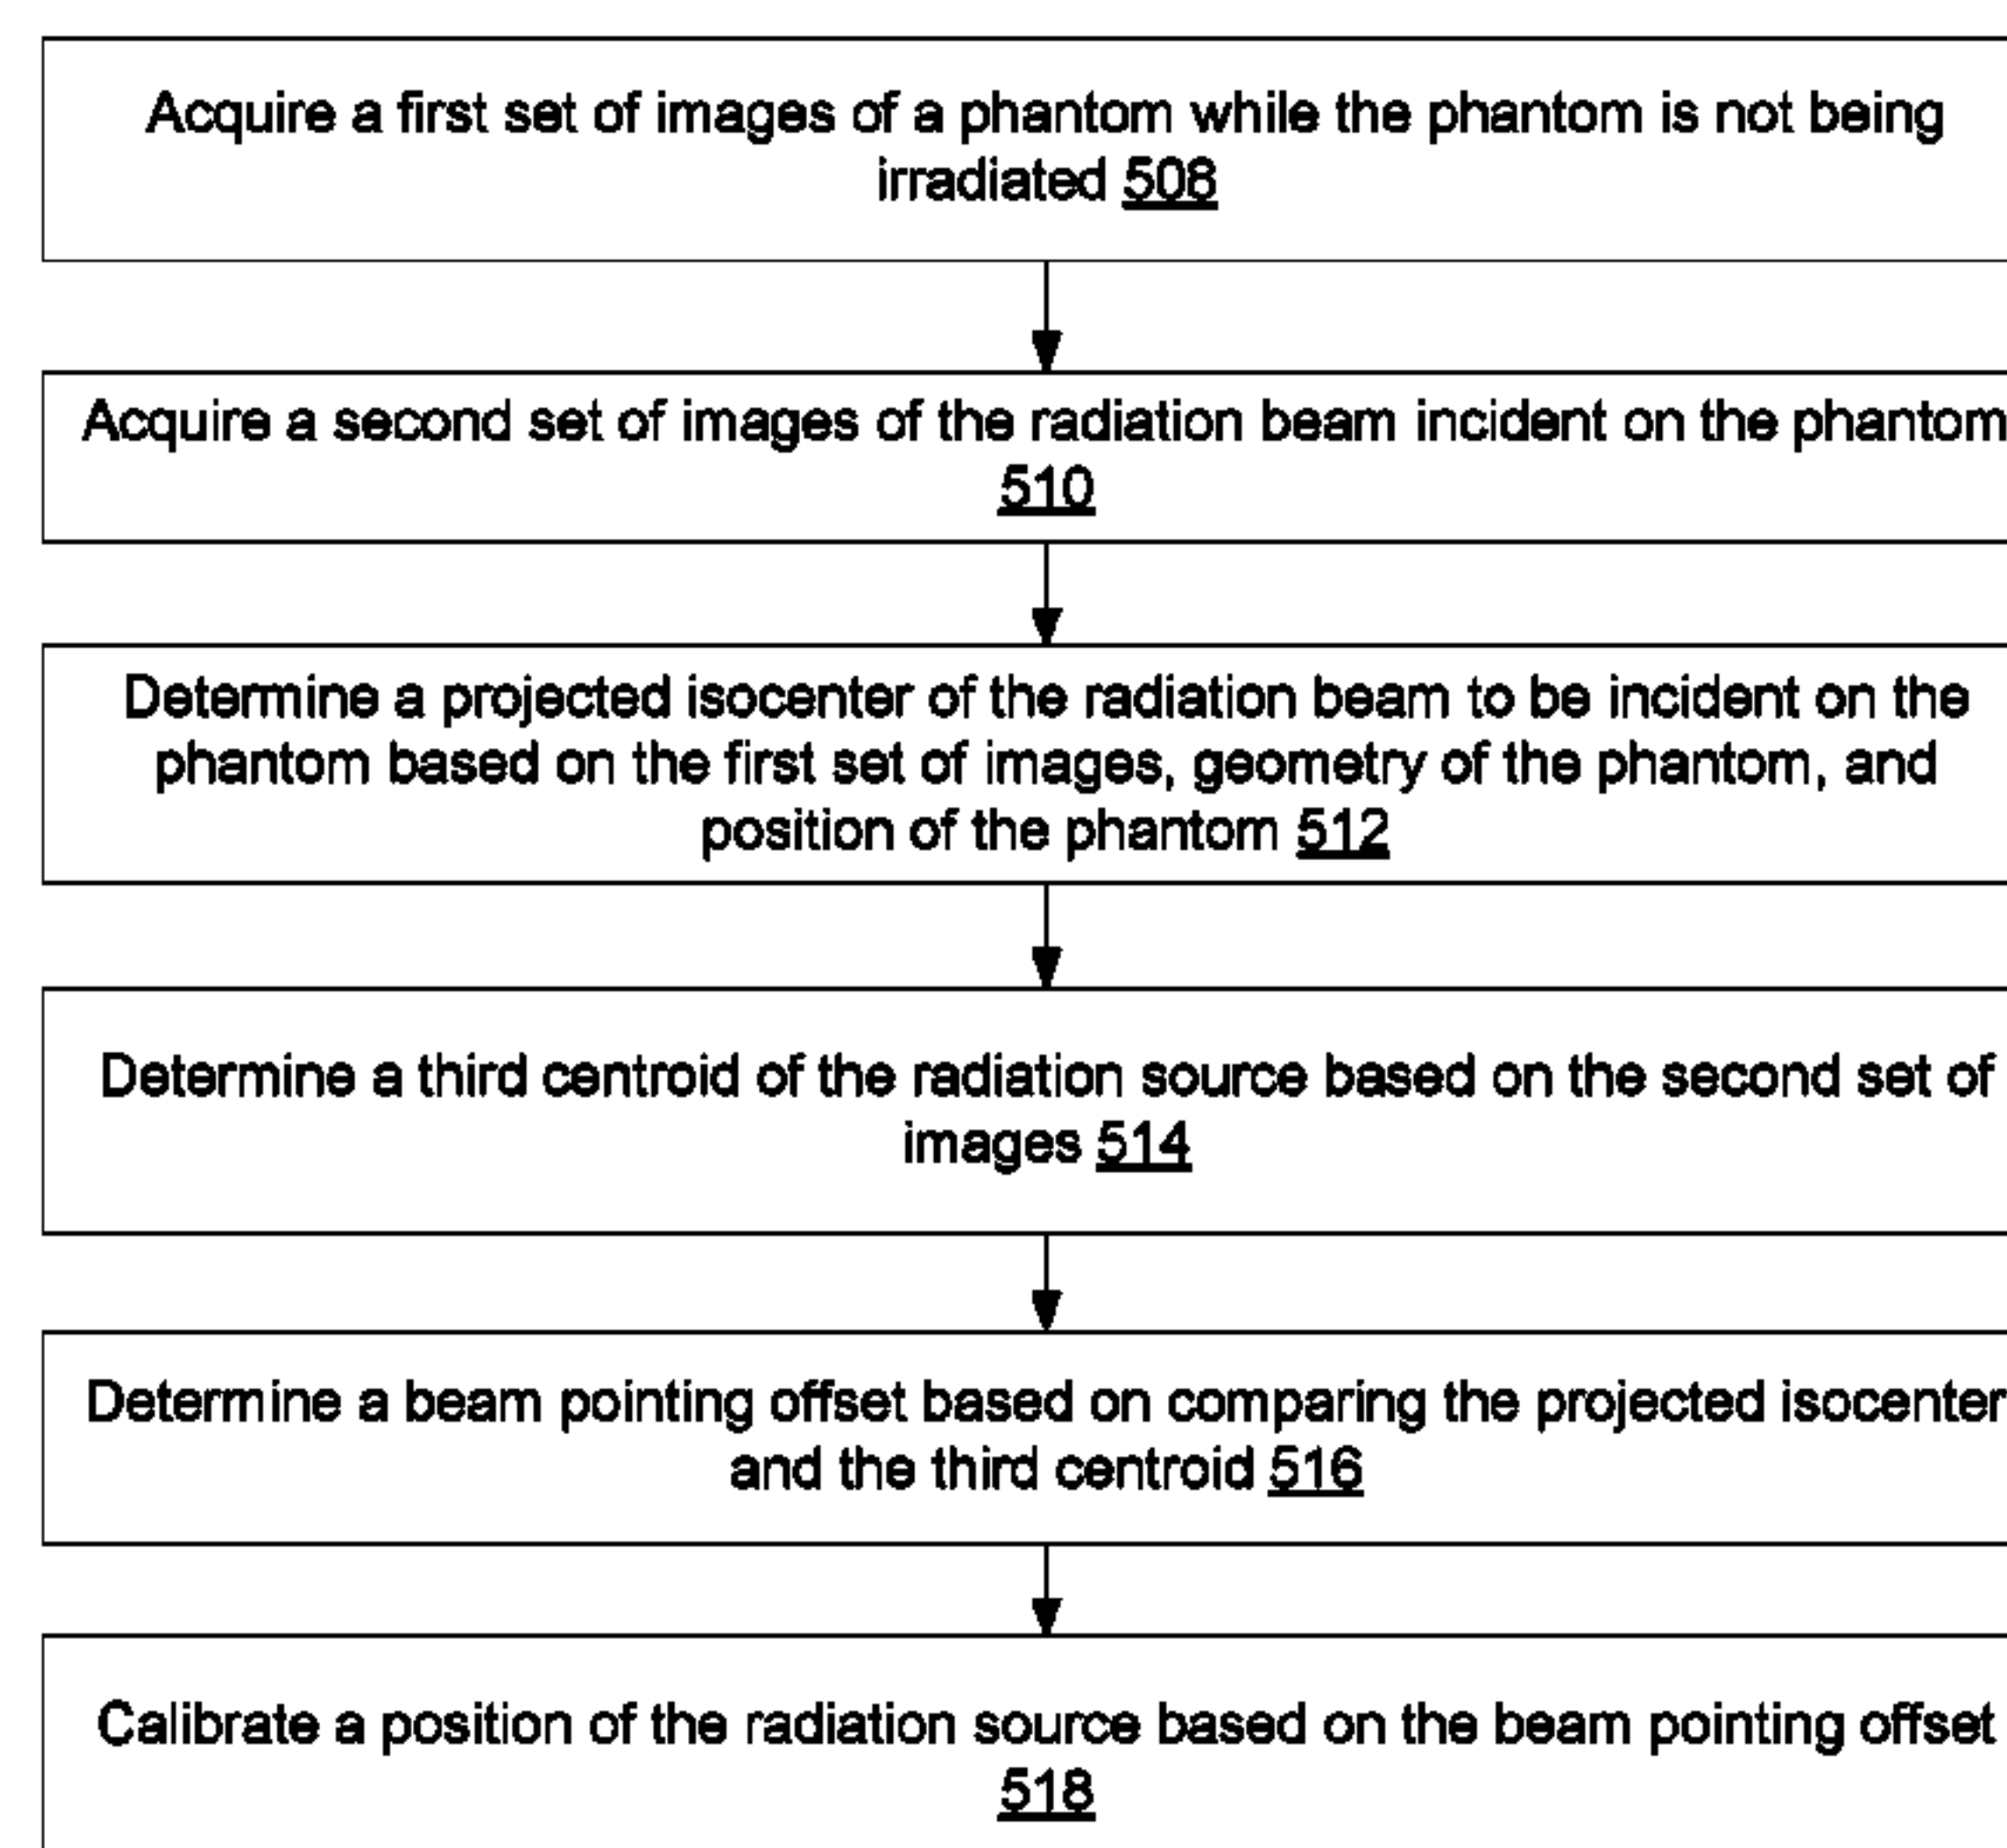 Acquire a first set of images of a phantom while the phantom is not being
irradiated 508
Acquire a second set of images of the radiation beam incident on the phantom
510
Determine a projected isocenter of the radiation beam to be incident on the
phantom based on the first set of images, geometry of the phantom, and
position of the phantom 512
Determine a third centroid of the radiation source based on the second set of
images 514
Determine a beam pointing offset based on comparing the projected isocenter
and the third centroid 516
Calibrate a position of the radiation source based on the beam pointing offset
518